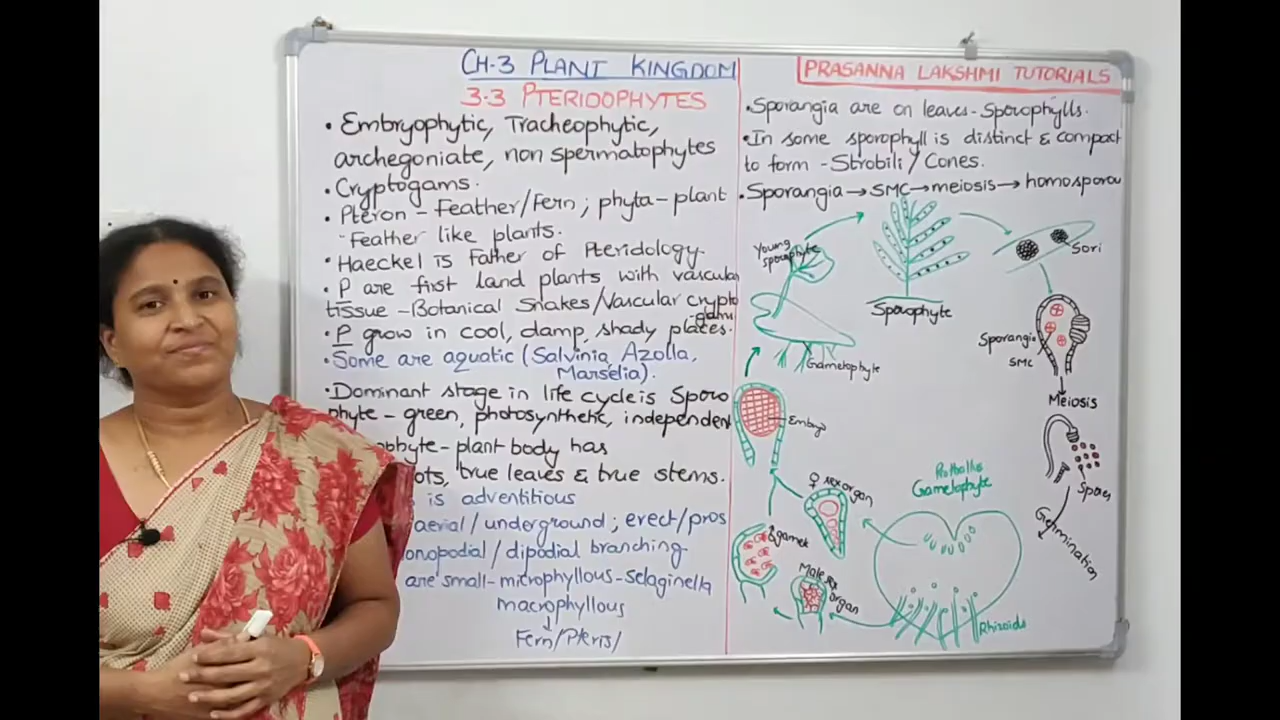 CH-3 PLANT KINGDOM
3.3 PTERIDOPHYTES
• Embryophytic, Tracheophytic,
archegoniate, non spermatophytes
• Cryptogams.
• Pteron - Feather/Fern ; phyta - plant
- Feather like plants.
• Haeckel is Father of Pteridology.
• P are first land plants with vascular
tissue - Botanical Snakes/Vascular crypto
-gams
• P grow in cool, damp, shady places.
• Some are aquatic (Salvinia, Azolla,
Marselia).
• Dominant stage in life cycle is Sporo
phyte - green, photosynthetic, independent
ophyte - plant body has
ots, true leaves & true stems.
is adventitious
aerial/underground ; erect/pros
onopodial / dipodial branching
are small - microphyllous - selaginella
macrophyllous
Fern/Pteris/
PRASANNA LAKSHMI TUTORIALS
• Sporangia are on leaves - Sporophylls.
• In some sporophyll is distinct & compact
to form - Strobili / Cones.
• Sporangia → SMC → meiosis → homosporou
Young
sporophyte
Sporophyte
Sori
Gametophyte
Sporangia
SMC
Meiosis
Embryo
Spores
Germination
♀ sex organ
Prothallus
Gametophyte
gamet
Male sex
organ
Rhizoids